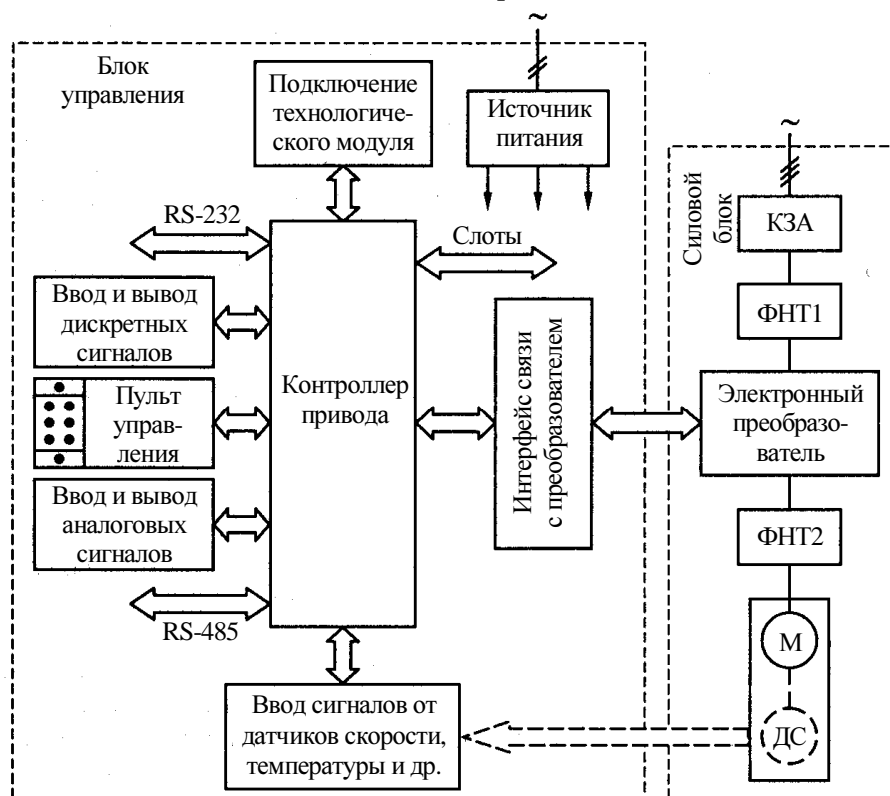 ~
Блок
управления
Подключение
технологиче-
ского модуля
Источник
питания
~
Силовой
блок
КЗА
RS-232
Слоты
ФНТ1
Ввод и вывод
дискретных
сигналов
Контроллер
привода
Интерфейс связи
с преобразователем
Электронный
преобразо-
ватель
Пульт
управ-
ления
Ввод и вывод
аналоговых
сигналов
ФНТ2
RS-485
М
Ввод сигналов от
датчиков скорости,
температуры и др.
ДС